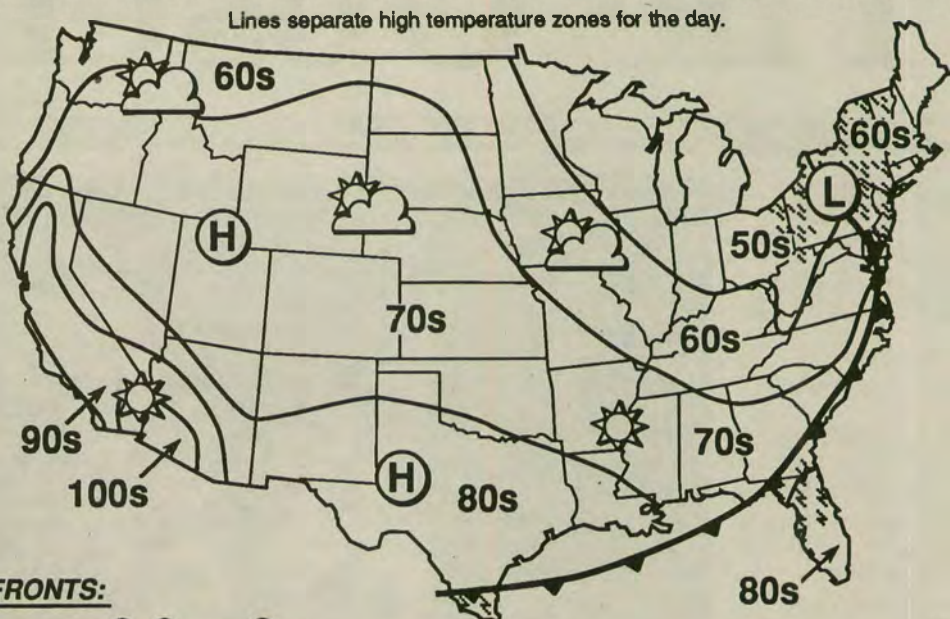 Lines separate high temperature zones for the day.
60s
60s
L
H
50s
70s
60s
90s
70s
100s
H
80s
80s
FRONTS: